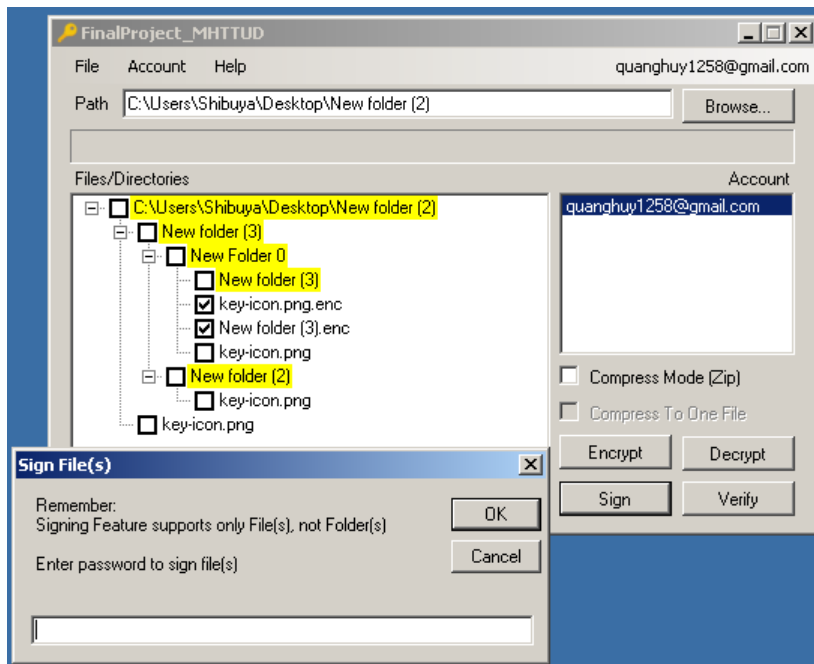 FinalProject_MHTTUD
File Account Help quanghuy1258@gmail.com
Path C:\Users\Shibuya\Desktop\New folder (2) Browse...
Files/Directories Account
C:\Users\Shibuya\Desktop\New folder (2) quanghuy1258@gmail.com
New folder (3)
New Folder 0
New folder (3)
key-icon.png.enc
New folder (3).enc
key-icon.png
New folder (2) Compress Mode (Zip)
key-icon.png Compress To One File
key-icon.png
Encrypt Decrypt
Sign Verify
Sign File(s)
Remember:
Signing Feature supports only File(s), not Folder(s)
OK
Enter password to sign file(s) Cancel